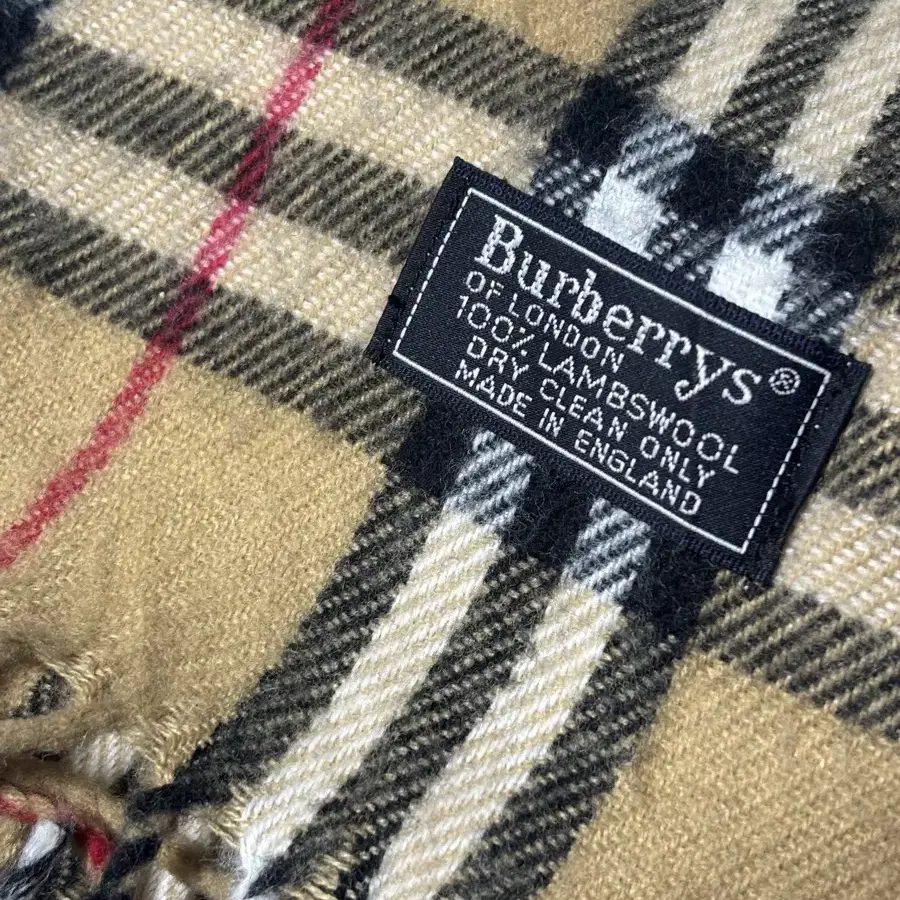 Burberrys®
OF LONDON
100% LAMBSWOOL
DRY CLEAN ONLY
MADE IN ENGLAND